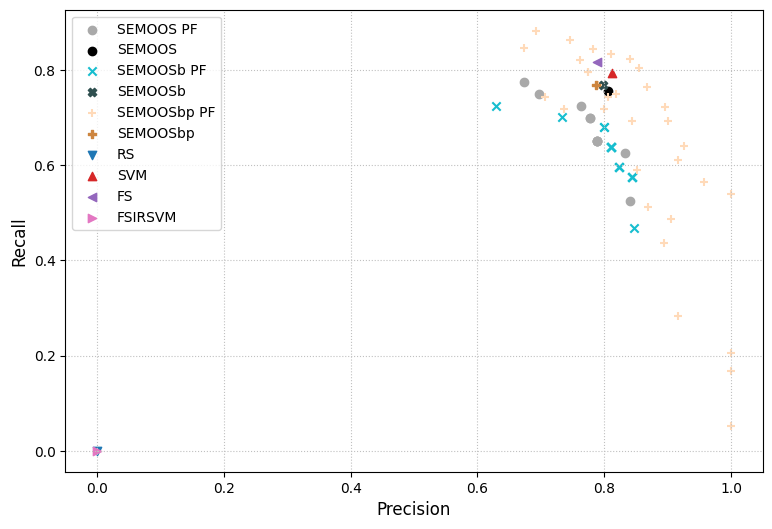 SEMOOS PF
SEMOOS
SEMOOSb PF
SEMOOSb
SEMOOSbp PF
SEMOOSbp
RS
SVM
FS
FSIRSVM
Recall
0.8
0.6
0.4
0.2
0.0
0.0 0.2 0.4 0.6 0.8 1.0
Precision